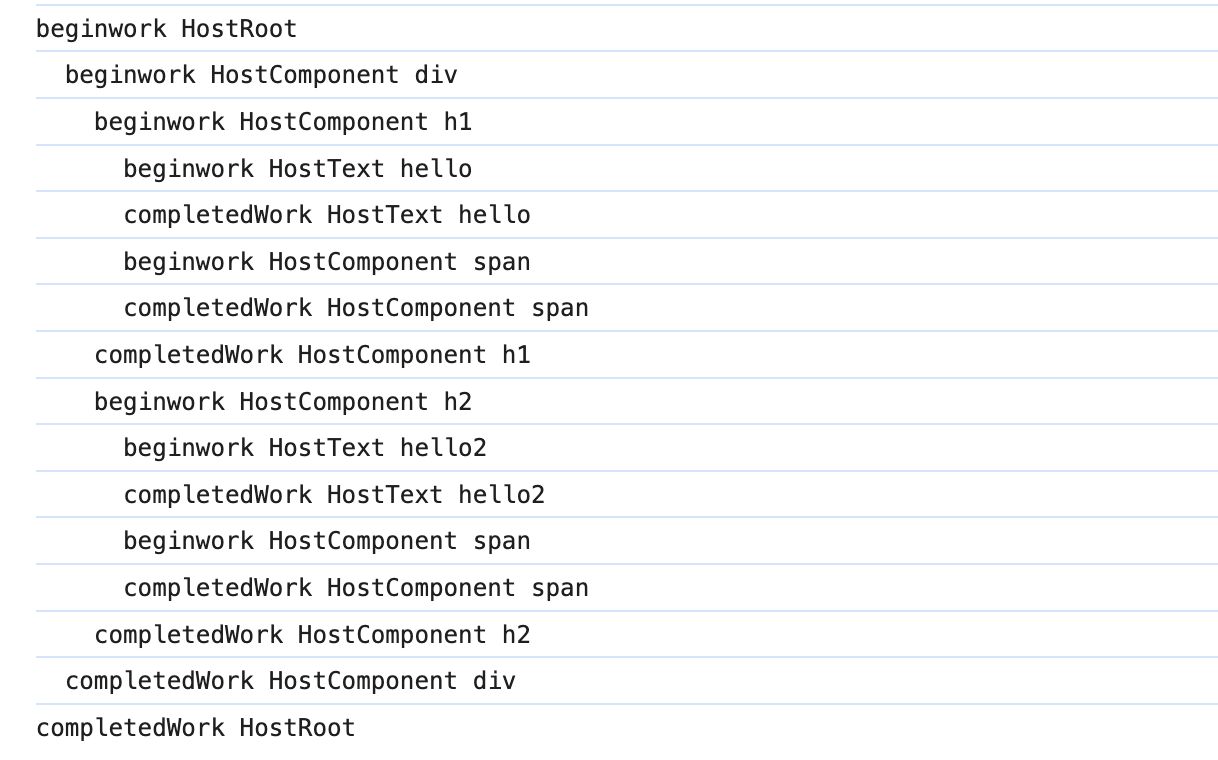 beginwork HostRoot
beginwork HostComponent div
beginwork HostComponent h1
beginwork HostText hello
completedWork HostText hello
beginwork HostComponent span
completedWork HostComponent span
completedWork HostComponent h1
beginwork HostComponent h2
beginwork HostText hello2
completedWork HostText hello2
beginwork HostComponent span
completedWork HostComponent span
completedWork HostComponent h2
completedWork HostComponent div
completedWork HostRoot